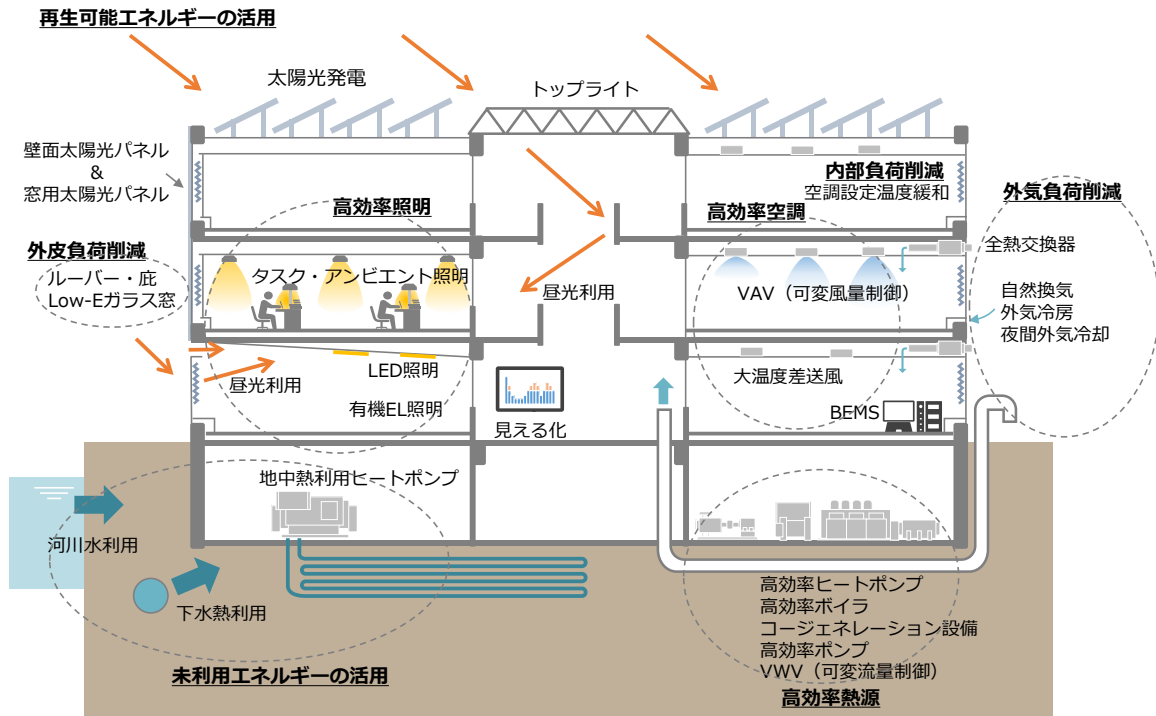 再生可能エネルギーの活用
太陽光発電
トップライト
壁面太陽光パネル
&
窓用太陽光パネル
内部負荷削減
空調設定温度緩和
外気負荷削減
高効率照明
高効率空調
外皮負荷削減
ルーバー・庇
Low-Eガラス窓
タスク・アンビエント照明
昼光利用
VAV（可変風量制御）
全熱交換器
自然換気
外気冷房
夜間外気冷却
昼光利用
LED照明
有機EL照明
見える化
大温度差送風
BEMS
地中熱利用ヒートポンプ
河川水利用
下水熱利用
未利用エネルギーの活用
高効率ヒートポンプ
高効率ボイラ
コージェネレーション設備
高効率ポンプ
VWV（可変流量制御）
高効率熱源